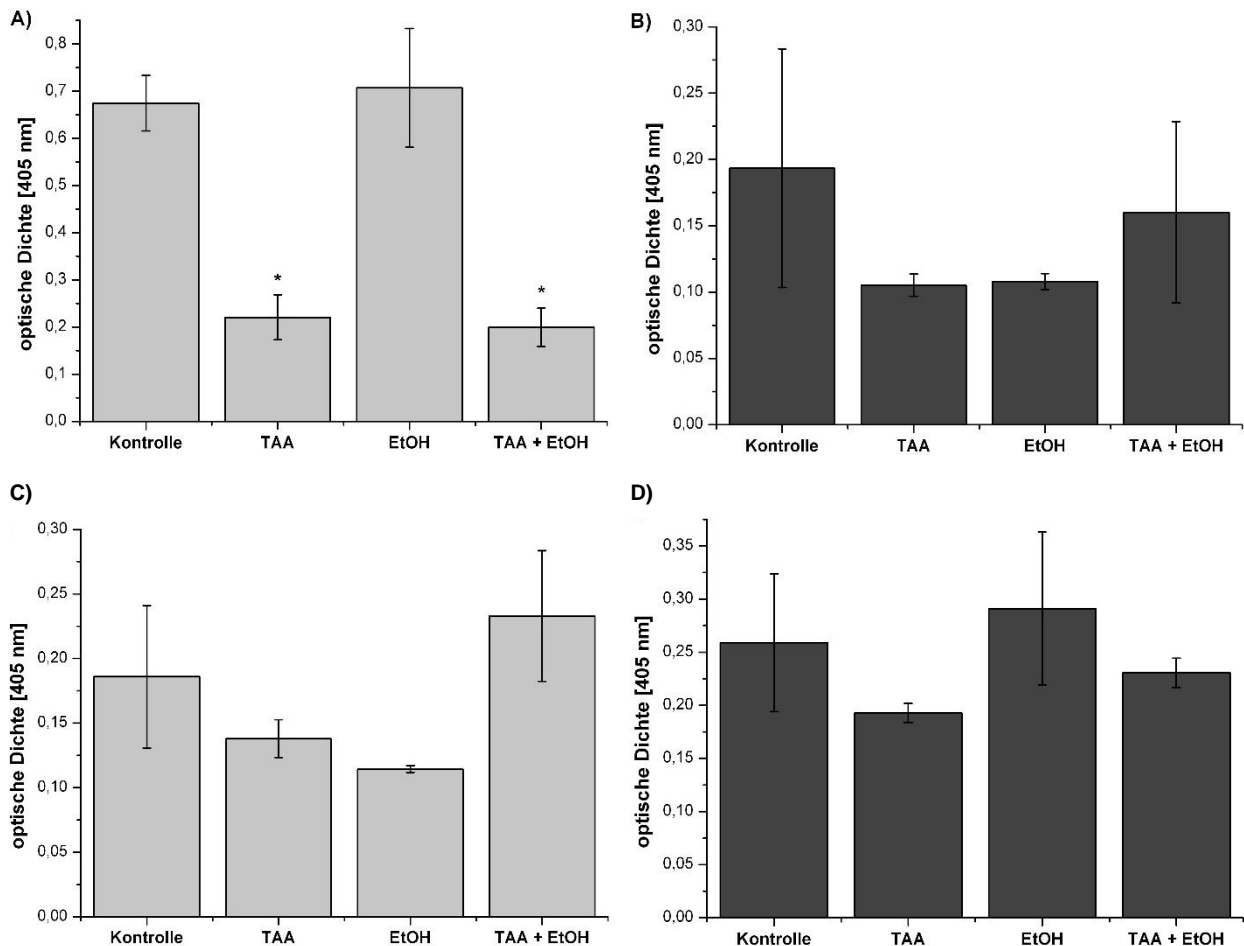 A)
optische Dichte [405 nm]
0,8
0,7
0,6
0,5
0,4
0,3
0,2
0,1
0,0
*
*
Kontrolle TAA EtOH TAA + EtOH
B)
optische Dichte [405 nm]
0,30
0,25
0,20
0,15
0,10
0,05
0,00
Kontrolle TAA EtOH TAA + EtOH
C)
optische Dichte [405 nm]
0,30
0,25
0,20
0,15
0,10
0,05
0,00
Kontrolle TAA EtOH TAA + EtOH
D)
optische Dichte [405 nm]
0,35
0,30
0,25
0,20
0,15
0,10
0,05
0,00
Kontrolle TAA EtOH TAA + EtOH